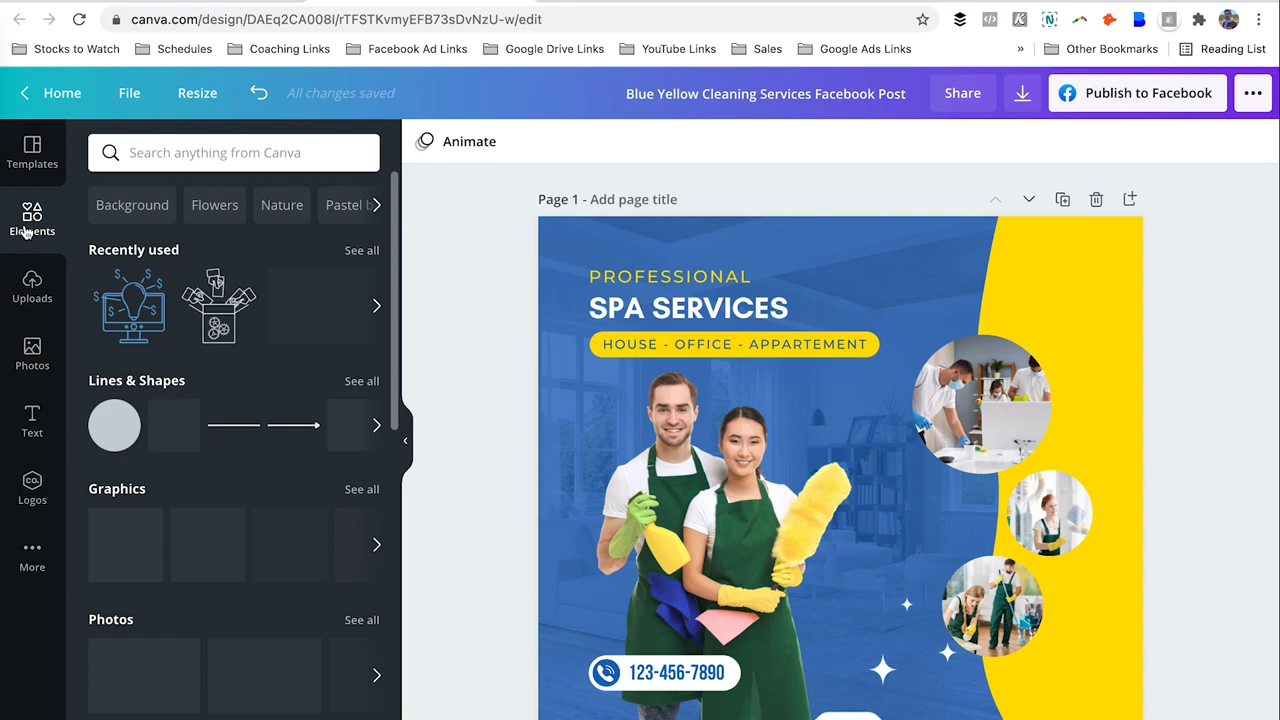 canva.com/design/DAEq2CA008I/rTFSTKvmyEFB73sDvNzU-w/edit
Stocks to Watch
Schedules
Coaching Links
Facebook Ad Links
Google Drive Links
YouTube Links
Sales
Google Ads Links
»
Other Bookmarks
Reading List
Home
File
Resize
All changes saved
Blue Yellow Cleaning Services Facebook Post
Share
Publish to Facebook
Templates
Elements
Uploads
Photos
Text
CO.
Logos
More
Search anything from Canva
Background
Flowers
Nature
Pastel b
Recently used
See all
Lines & Shapes
See all
Graphics
See all
Photos
See all
Animate
Page 1 - Add page title
PROFESSIONAL
SPA SERVICES
HOUSE - OFFICE - APPARTEMENT
123-456-7890